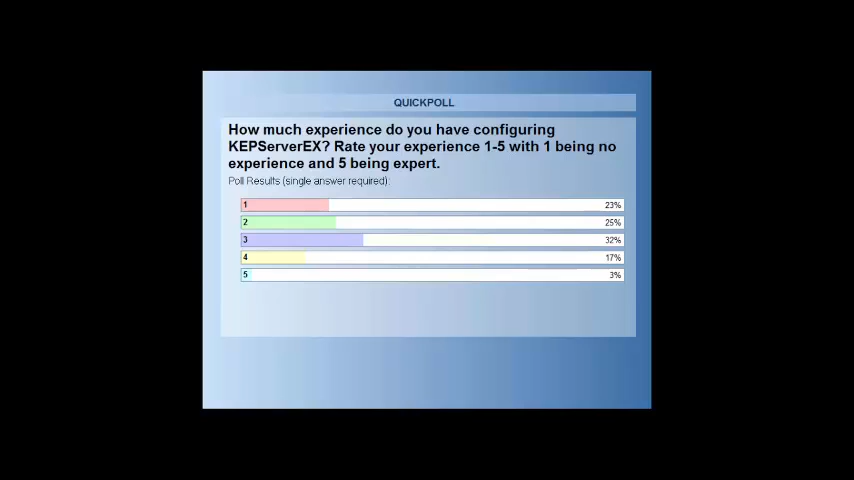 QUICKPOLL
How much experience do you have configuring
KEPServerEX? Rate your experience 1-5 with 1 being no
experience and 5 being expert.
Poll Results (single answer required):
1 23%
2 25%
3 32%
4 17%
5 3%